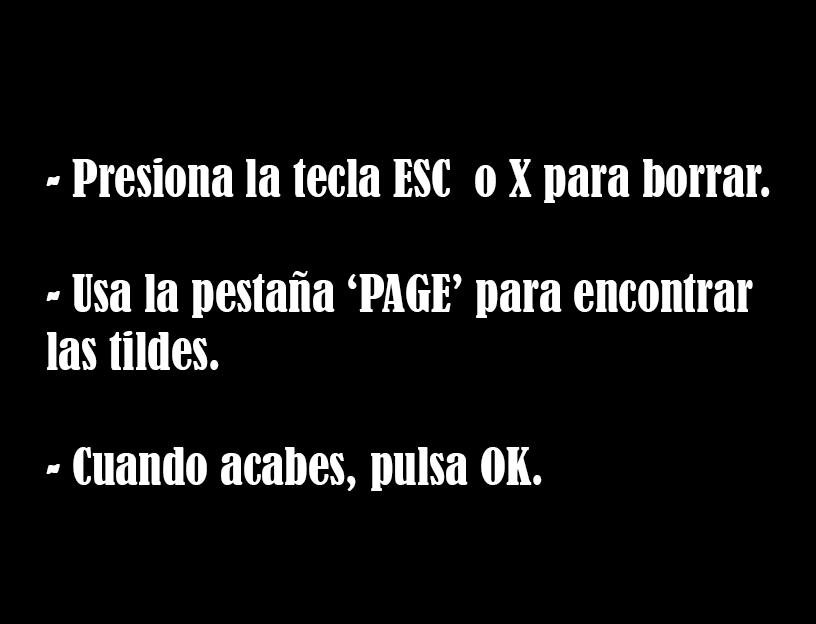 - Presiona la tecla ESC  o X para borrar.
- Usa la pestaña ‘PAGE’ para encontrar
las tildes.
- Cuando acabes, pulsa OK.